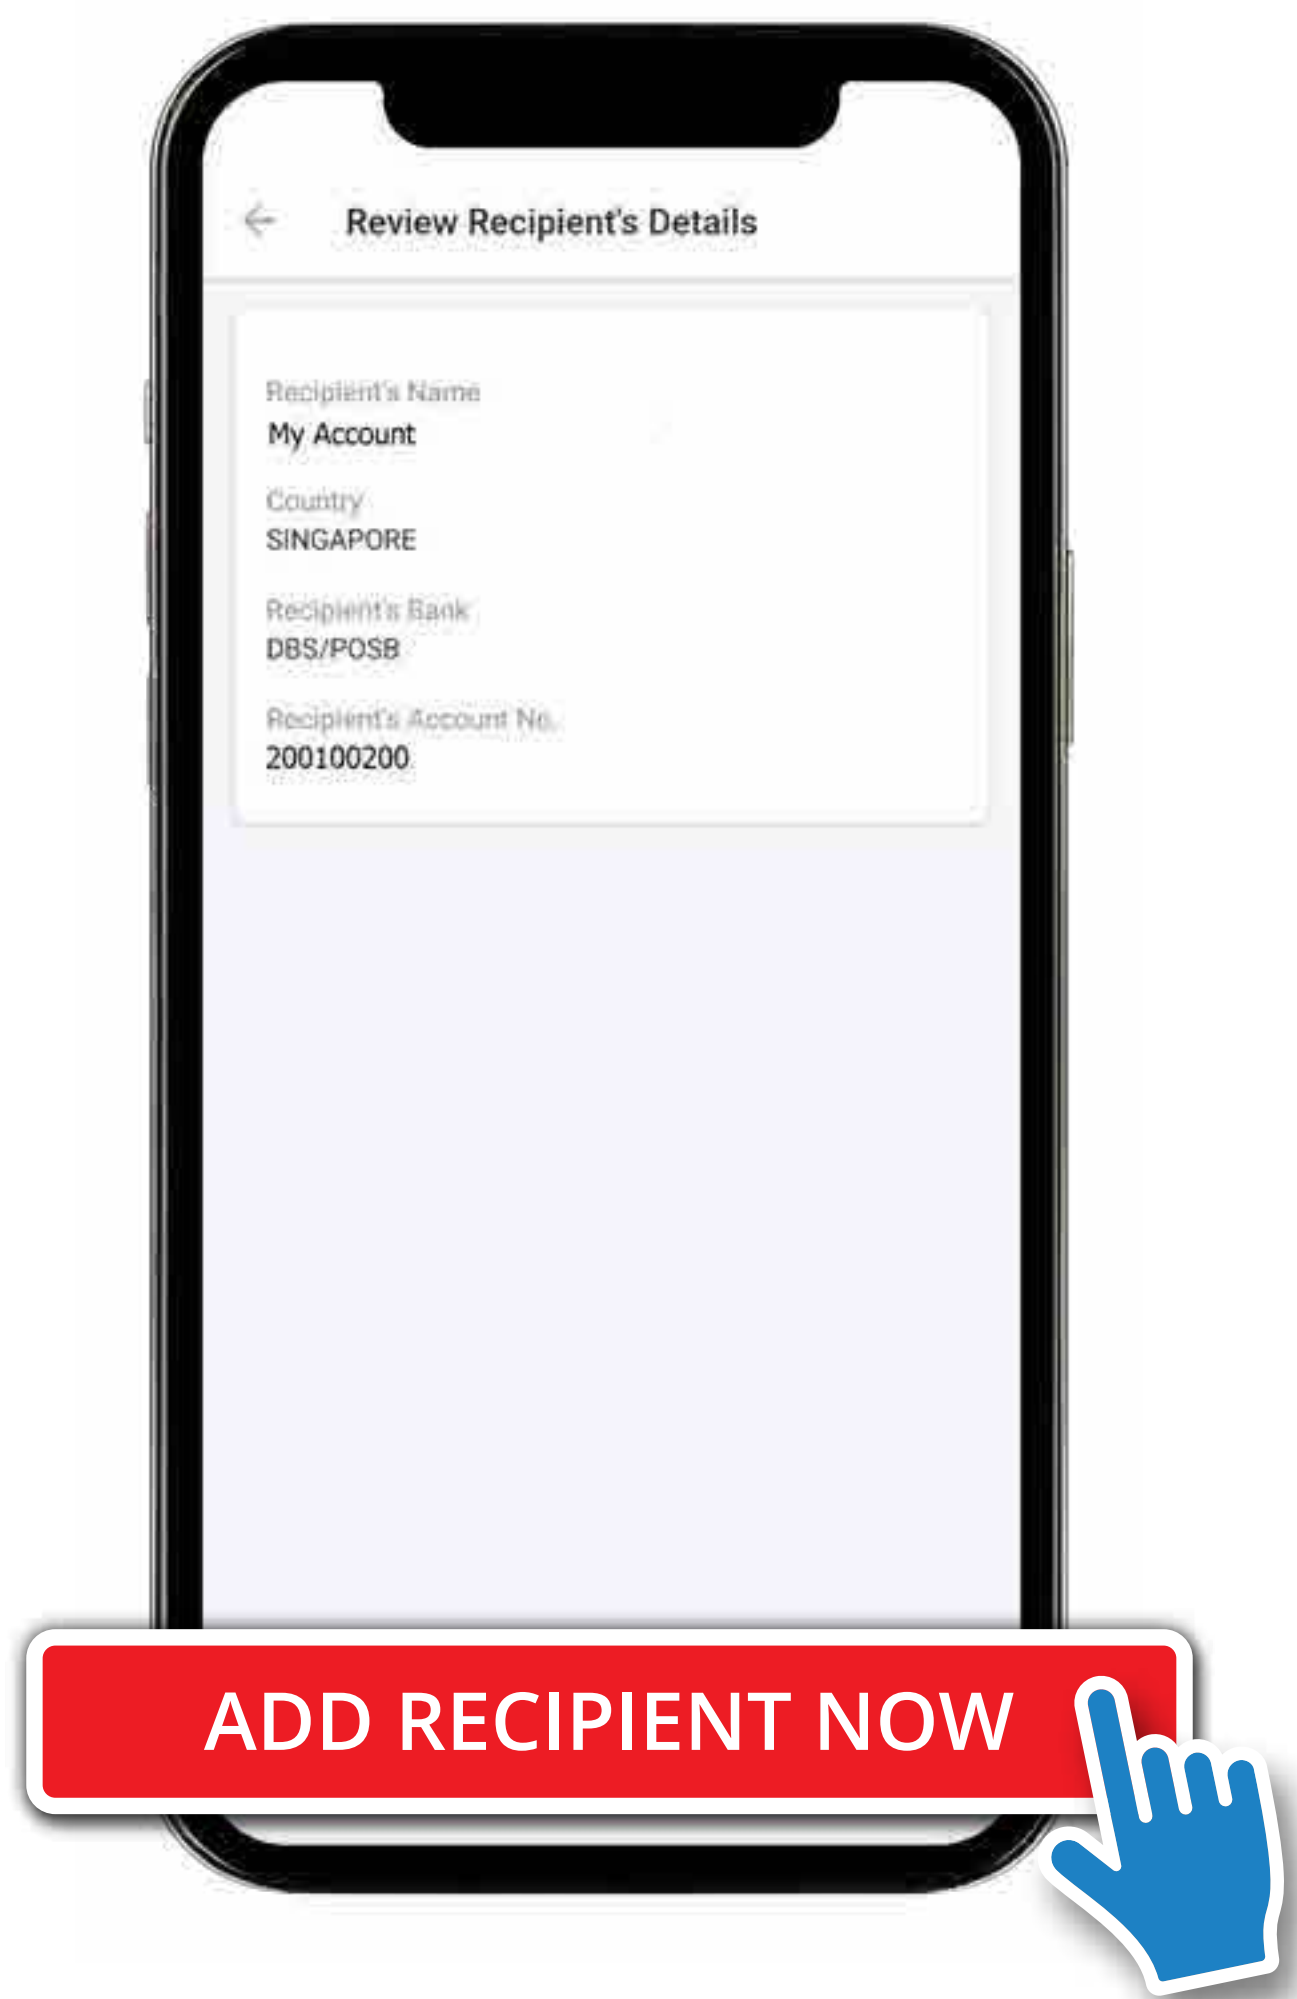 Review Recipient's Details
Recipient's Name
My Account
Country
SINGAPORE
Recipient's Bank
DBS/POSB
Recipient's Account No.
200100200
ADD RECIPIENT NOW